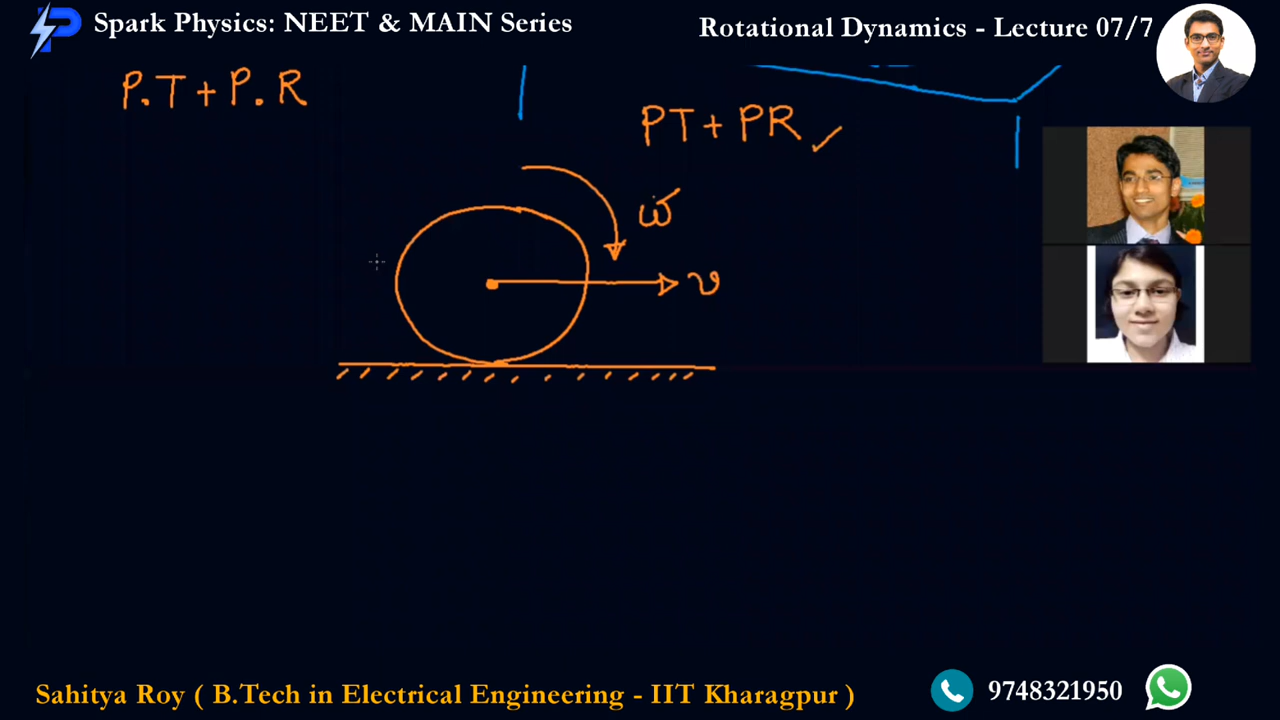 Spark Physics: NEET & MAIN Series
Rotational Dynamics - Lecture 07/7
P.T + P.R
PT + PR ✓
ω
v
Sahitya Roy ( B.Tech in Electrical Engineering - IIT Kharagpur )
9748321950